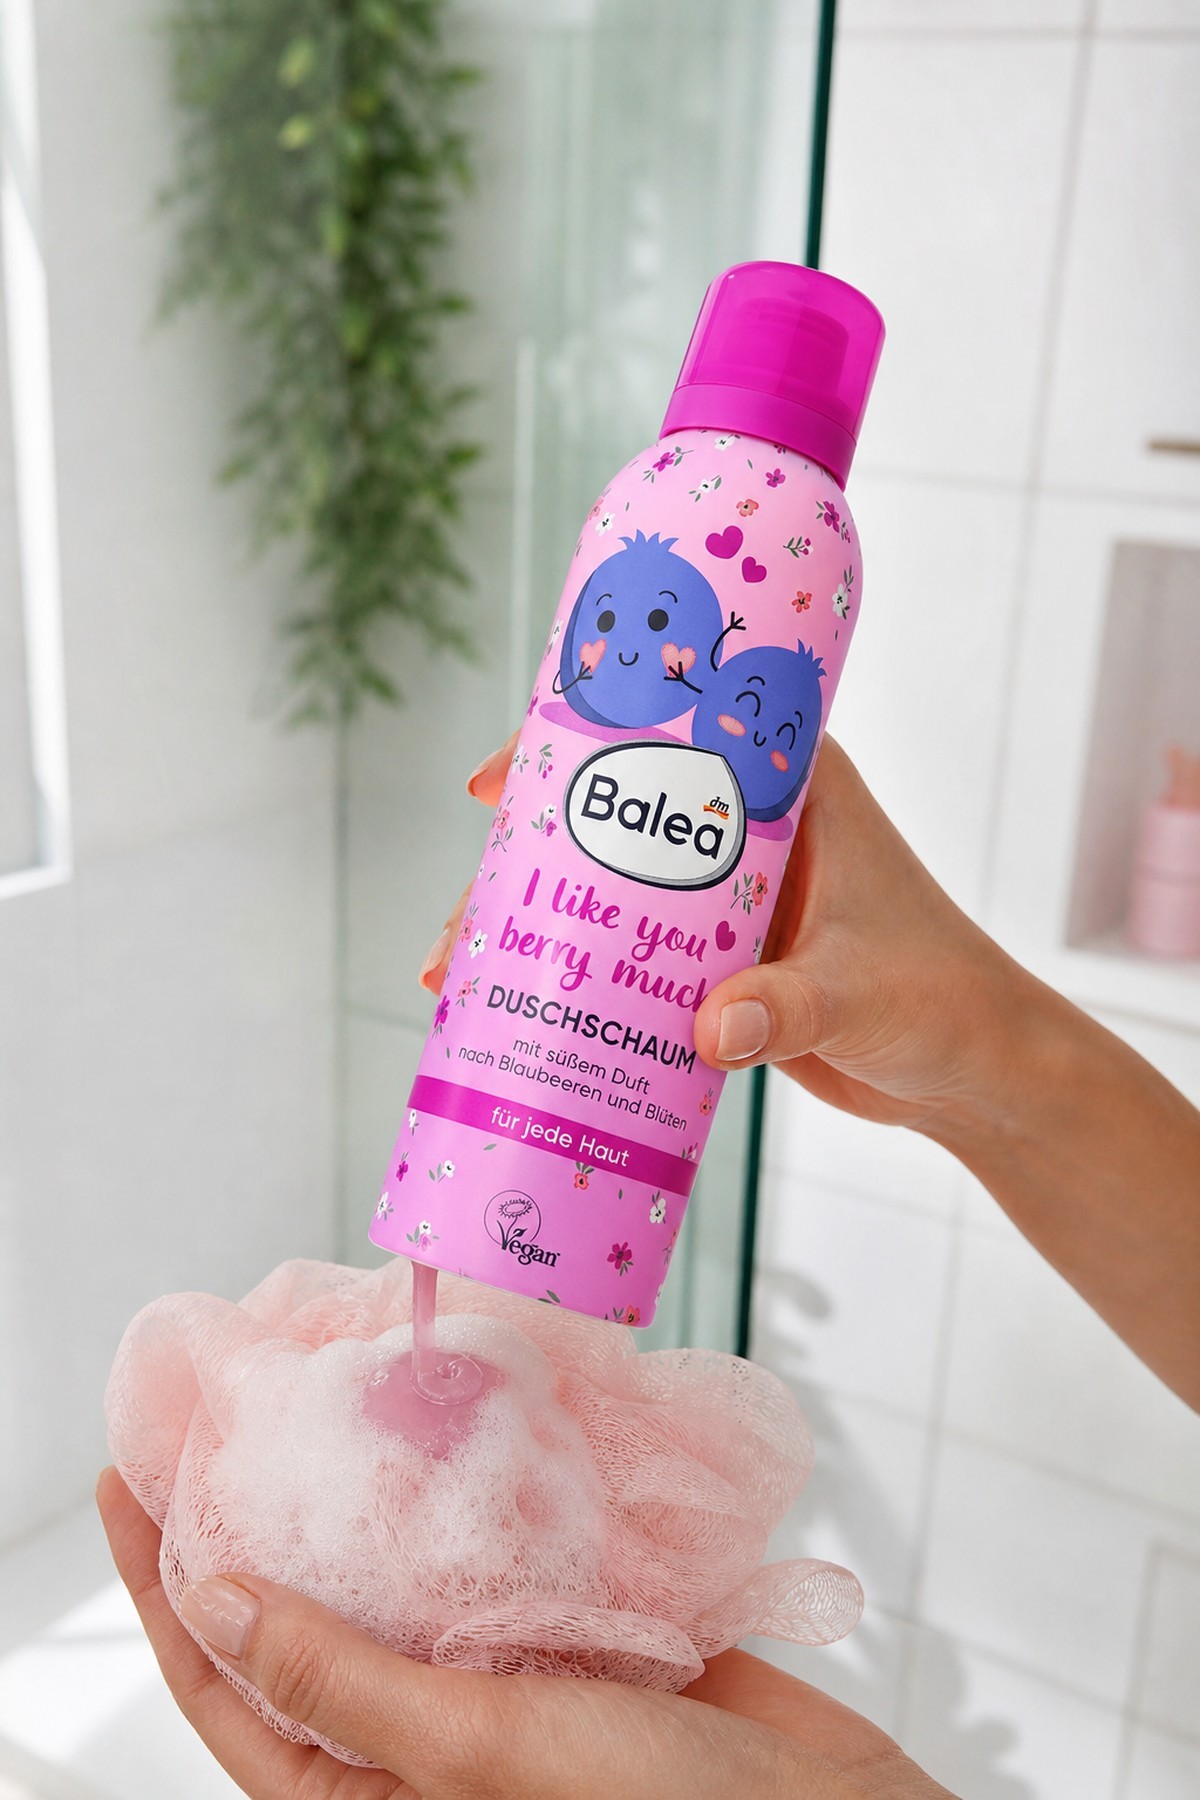 Balea
dm
I like you
berry much
DUSCHSCHAUM
mit süßem Duft
nach Blaubeeren und Blüten
für jede Haut
Vegan